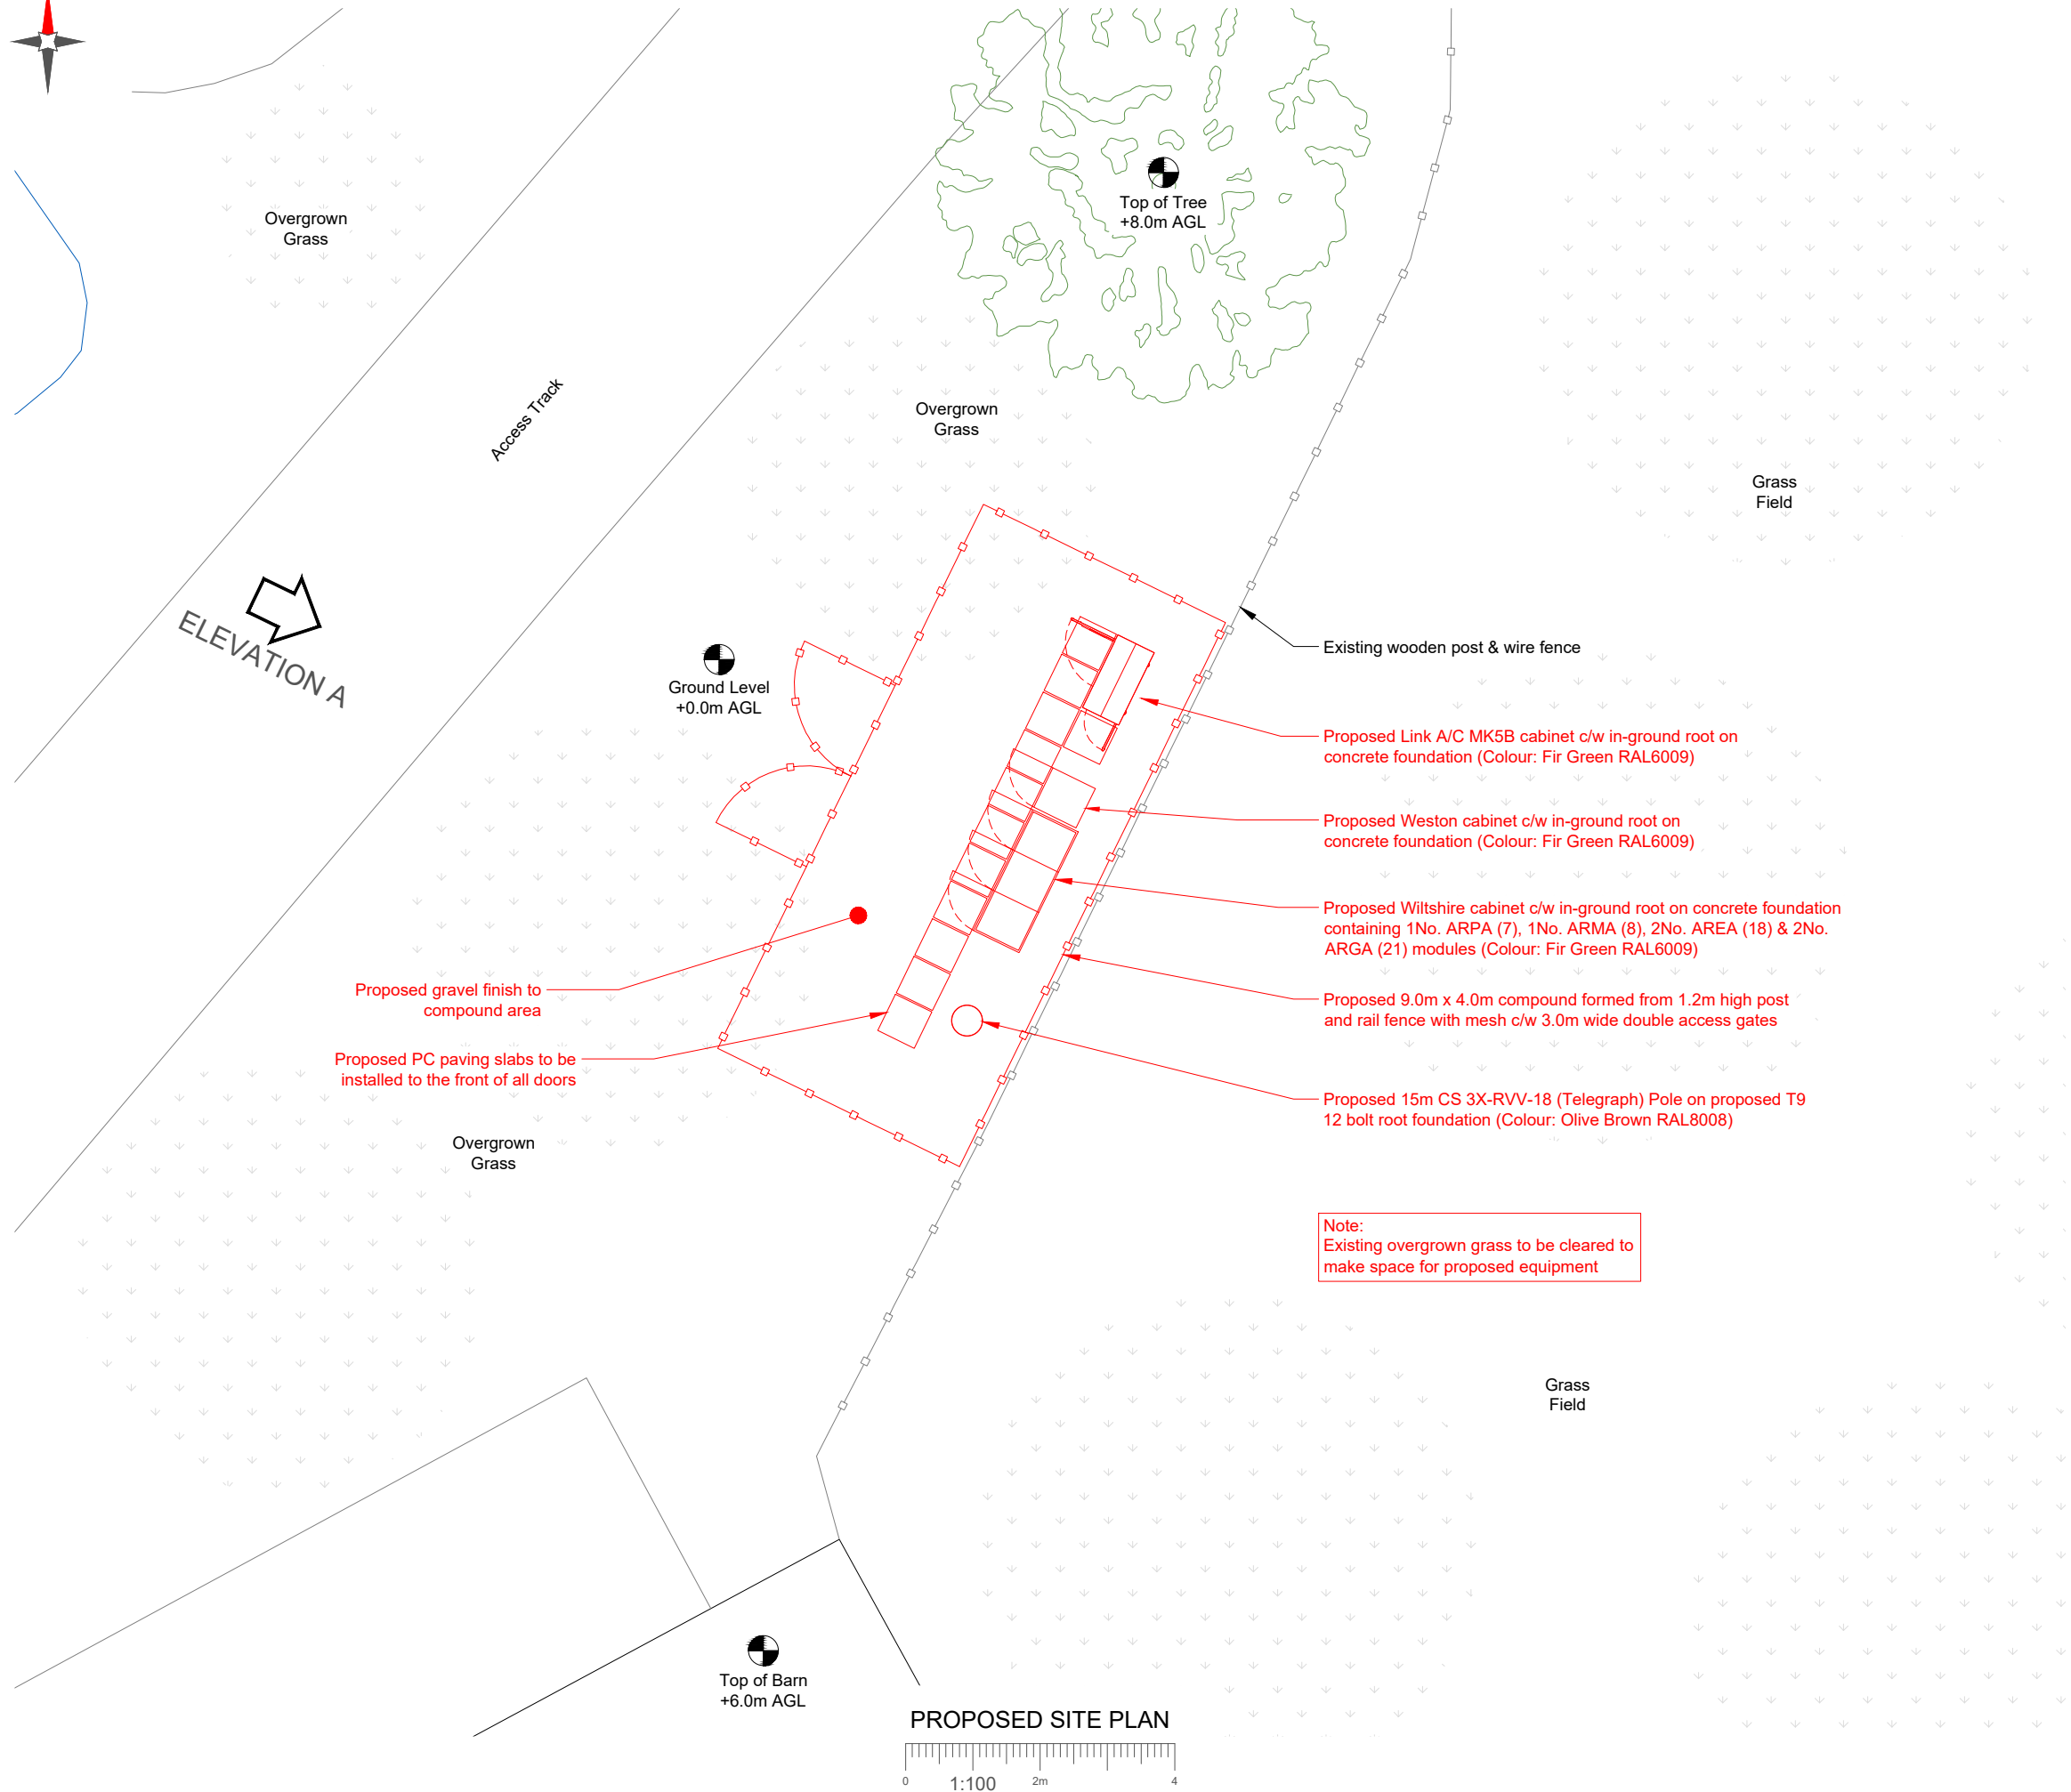 Overgrown
Grass
Top of Tree
+8.0m AGL
Access Track
Overgrown
Grass
Grass
Field
ELEVATION A
Ground Level
+0.0m AGL
Existing wooden post & wire fence
Proposed Link A/C MK5B cabinet c/w in-ground root on
concrete foundation (Colour: Fir Green RAL6009)
Proposed Weston cabinet c/w in-ground root on
concrete foundation (Colour: Fir Green RAL6009)
Proposed Wiltshire cabinet c/w in-ground root on concrete foundation
containing 1No. ARPA (7), 1No. ARMA (8), 2No. AREA (18) & 2No.
ARGA (21) modules (Colour: Fir Green RAL6009)
Proposed gravel finish to
compound area
Proposed 9.0m x 4.0m compound formed from 1.2m high post
and rail fence with mesh c/w 3.0m wide double access gates
Proposed PC paving slabs to be
installed to the front of all doors
Proposed 15m CS 3X-RVV-18 (Telegraph) Pole on proposed T9
12 bolt root foundation (Colour: Olive Brown RAL8008)
Overgrown
Grass
Note:
Existing overgrown grass to be cleared to
make space for proposed equipment
Grass
Field
Top of Barn
+6.0m AGL
PROPOSED SITE PLAN
0 1:100 2m 4